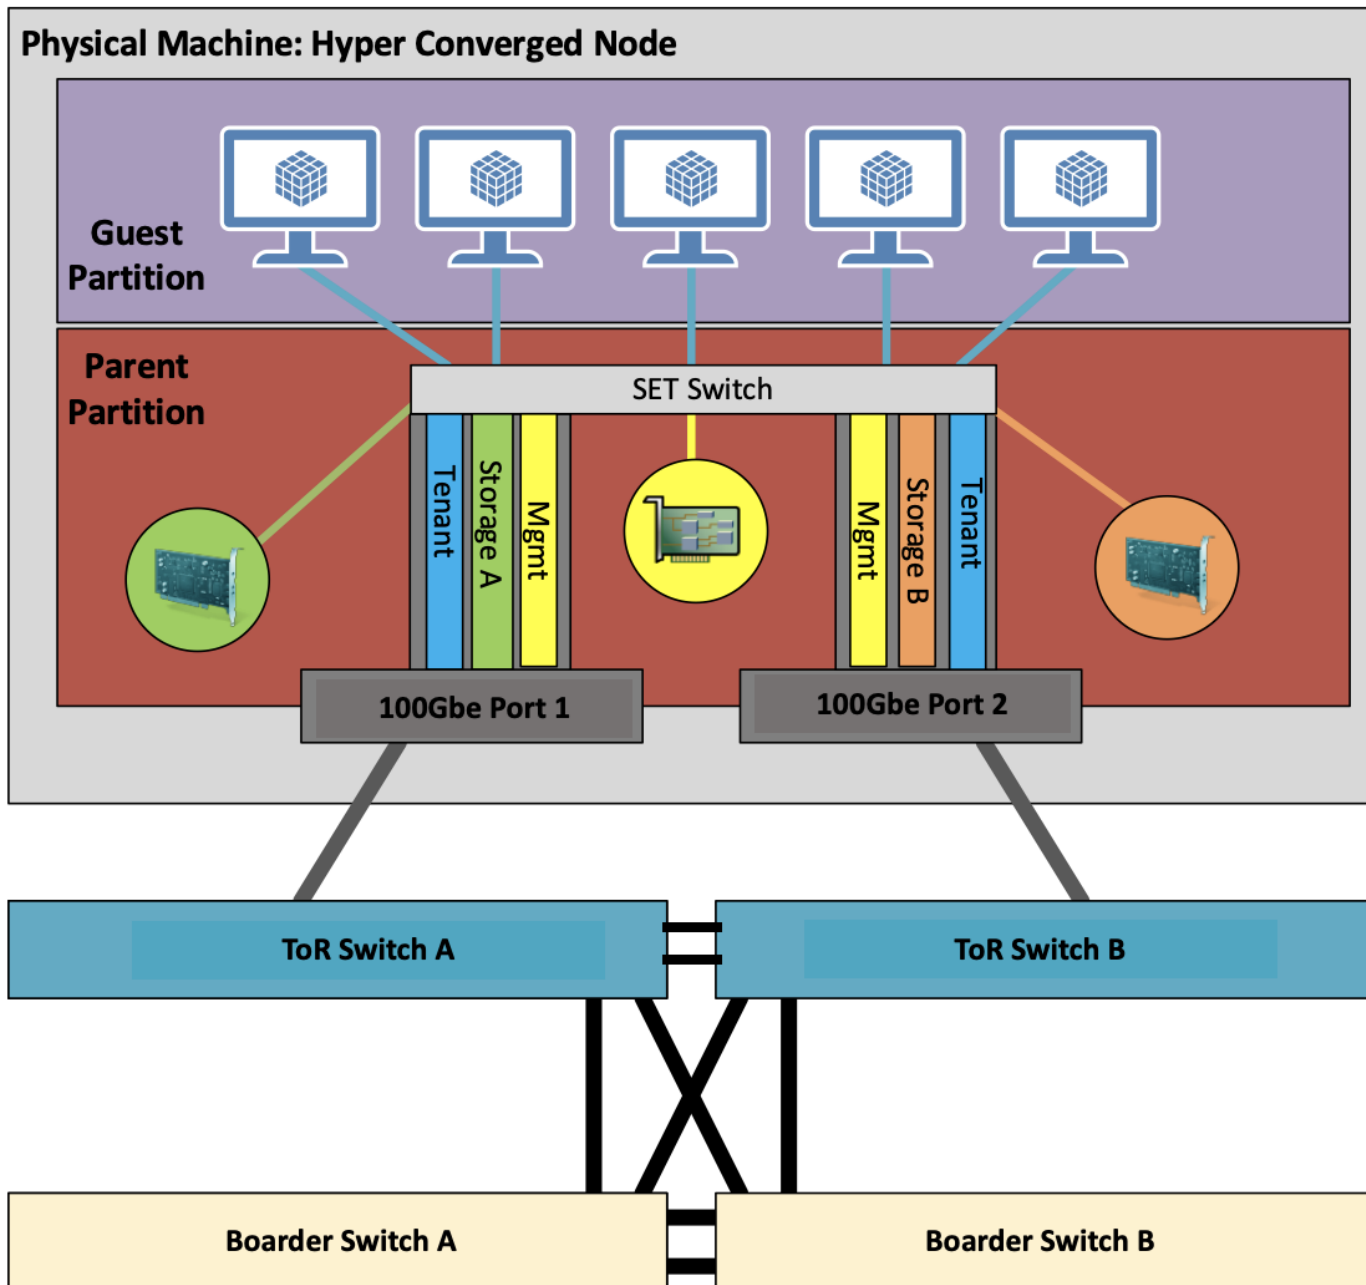 Physical Machine: Hyper Converged Node
Guest
Partition
Parent
Partition
SET Switch
Tenant
Storage A
Mgmt
Mgmt
Storage B
Tenant
100Gbe Port 1
100Gbe Port 2
ToR Switch A
ToR Switch B
Boarder Switch A
Boarder Switch B